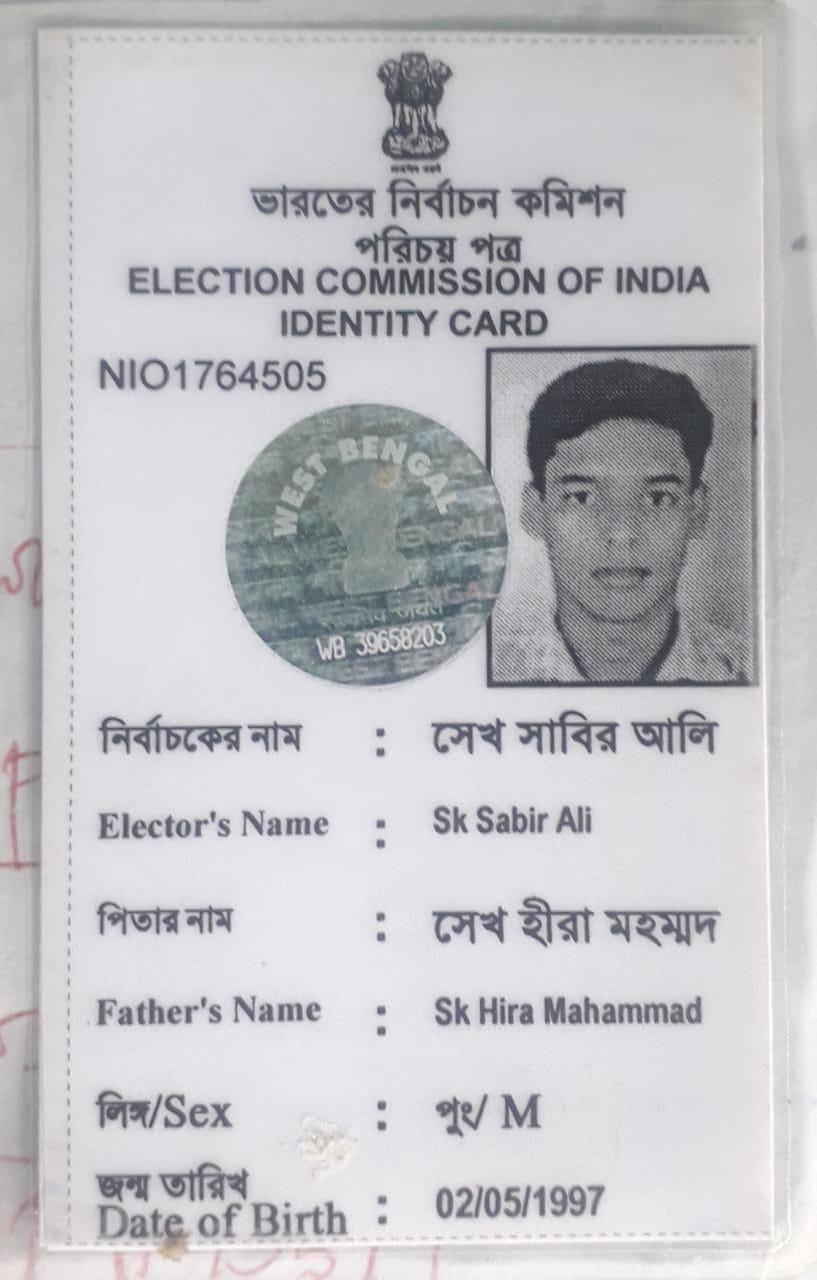 ভারতের নির্বাচন কমিশন
পরিচয় পত্র
ELECTION COMMISSION OF INDIA
IDENTITY CARD
NIO1764505
WEST BENGAL
WB 39658203
নির্বাচকের নাম : সেখ সাবির আলি
Elector's Name : Sk Sabir Ali
পিতার নাম : সেখ হীরা মহম্মদ
Father's Name : Sk Hira Mahammad
লিঙ্গ/Sex : পুং/ M
জন্ম তারিখ
Date of Birth : 02/05/1997